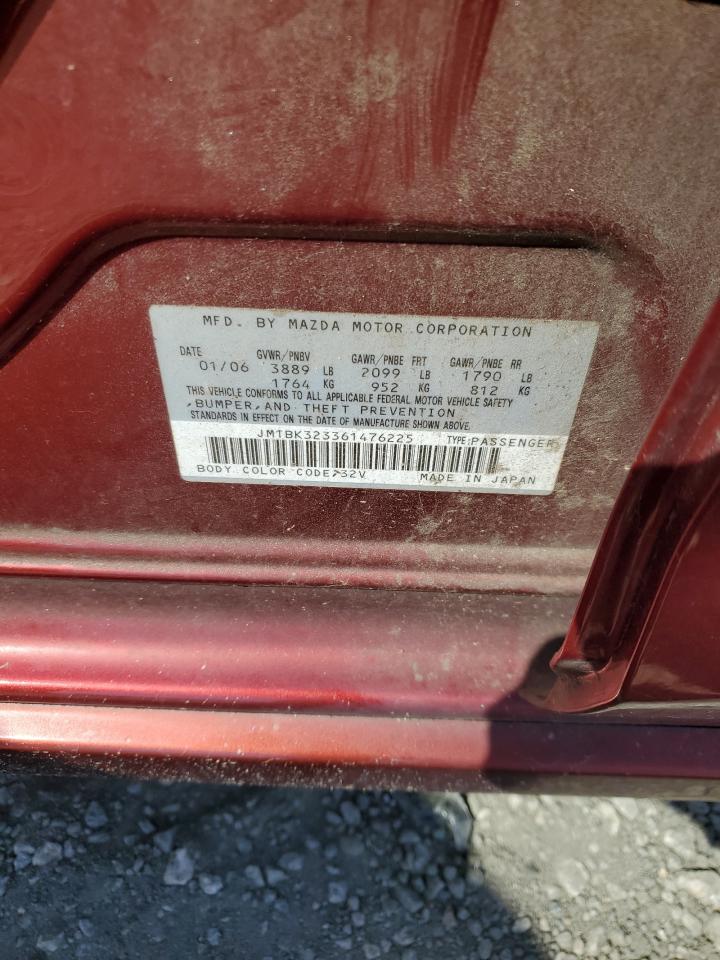 MFD. BY MAZDA MOTOR CORPORATION
DATE GVWR/PNBV GAWR/PNBE FRT GAWR/PNBE RR
01/06 3889 LB 2099 LB 1790 LB
1764 KG 952 KG 812 KG
THIS VEHICLE CONFORMS TO ALL APPLICABLE FEDERAL MOTOR VEHICLE SAFETY
,BUMPER,AND THEFT PREVENTION
STANDARDS IN EFFECT ON THE DATE OF MANUFACTURE SHOWN ABOVE.
JM1BK323361476225 TYPE:PASSENGER
BODY COLOR CODE>32V MADE IN JAPAN